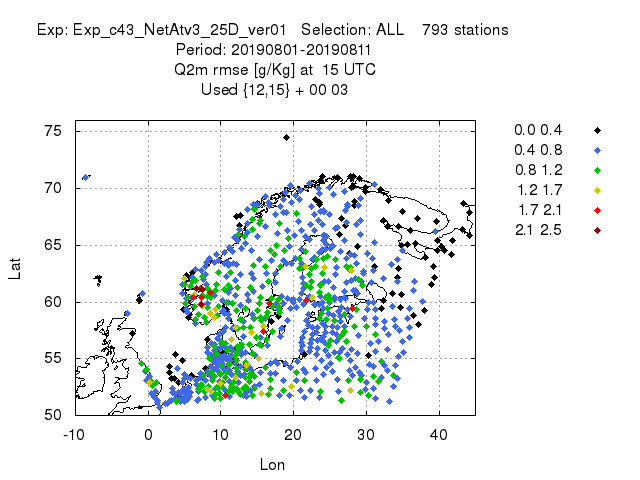 Exp: Exp_c43_NetAtv3_25D_ver01 Selection: ALL 793 stations
Period: 20190801-20190811
Q2m rmse [g/Kg] at 15 UTC
Used {12,15} + 00 03
0.0 0.4
0.4 0.8
0.8 1.2
1.2 1.7
1.7 2.1
2.1 2.5
75
70
65
60
55
50
Lat
-10 0 10 20 30 40
Lon